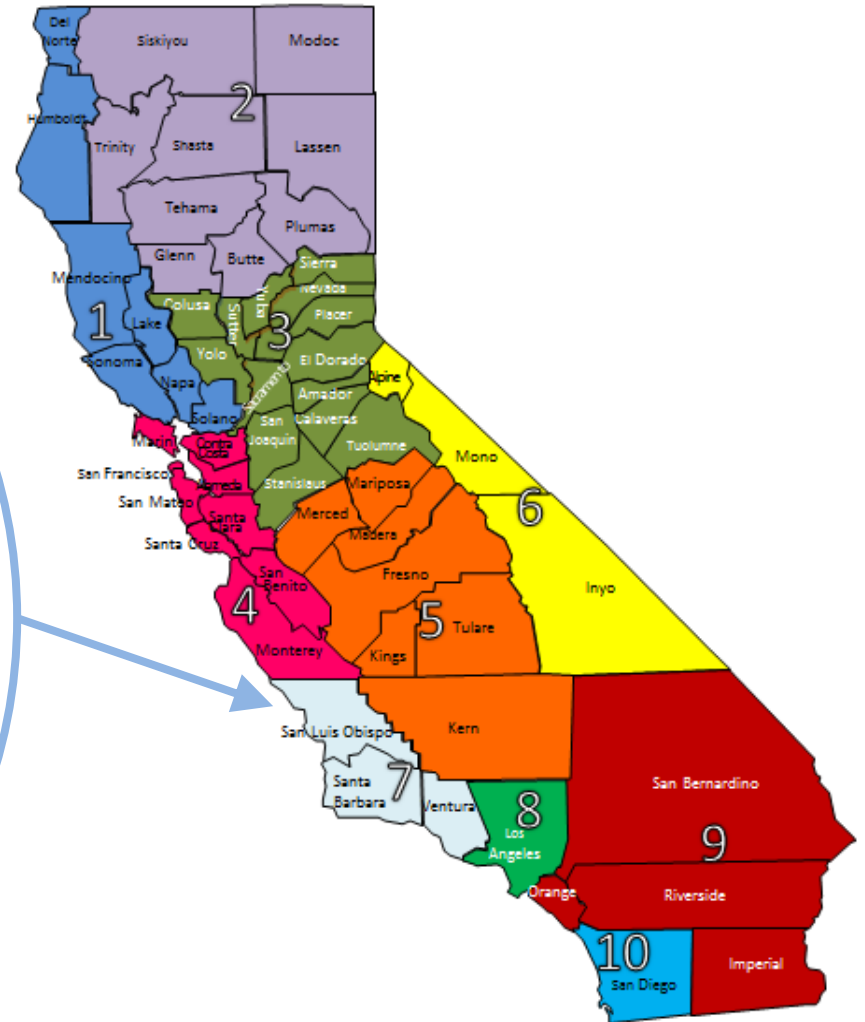 Del
Norte
Siskiyou
Modoc
2
Humboldt
Trinity
Shasta
Lassen
Tehama
Plumas
Glenn
Butte
Sierra
Mendocino
Nevada
Colusa
Sutter
Yuba
Placer
1
Lake
3
Sonoma
Yolo
El Dorado
Alpine
Napa
Sacramento
Amador
Solano
San
Joaquin
Calaveras
Marin
Contra
Costa
Tuolumne
Mono
San Francisco
Alameda
Stanislaus
Mariposa
San Mateo
Santa
Clara
Merced
6
Santa Cruz
Madera
San
Benito
Fresno
Inyo
4
5
Tulare
Monterey
Kings
San Luis Obispo
Kern
Santa
Barbara
7
Ventura
8
Los
Angeles
San Bernardino
9
Orange
Riverside
10
San Diego
Imperial